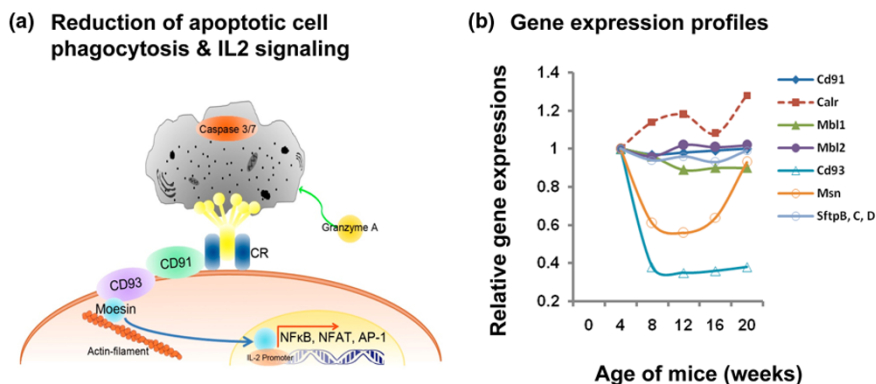 (a) Reduction of apoptotic cell
phagocytosis & IL2 signaling
Caspase 3/7
Granzyme A
CR
CD91
CD93
Moesin
Actin-filament
NFκB, NFAT, AP-1
IL-2 Promoter
(b) Gene expression profiles
Relative gene expressions
1.4
1.2
1
0.8
0.6
0.4
0.2
0 4 8 12 16 20
Age of mice (weeks)
Cd91
Calr
Mbl1
Mbl2
Cd93
Msn
SftpB, C, D